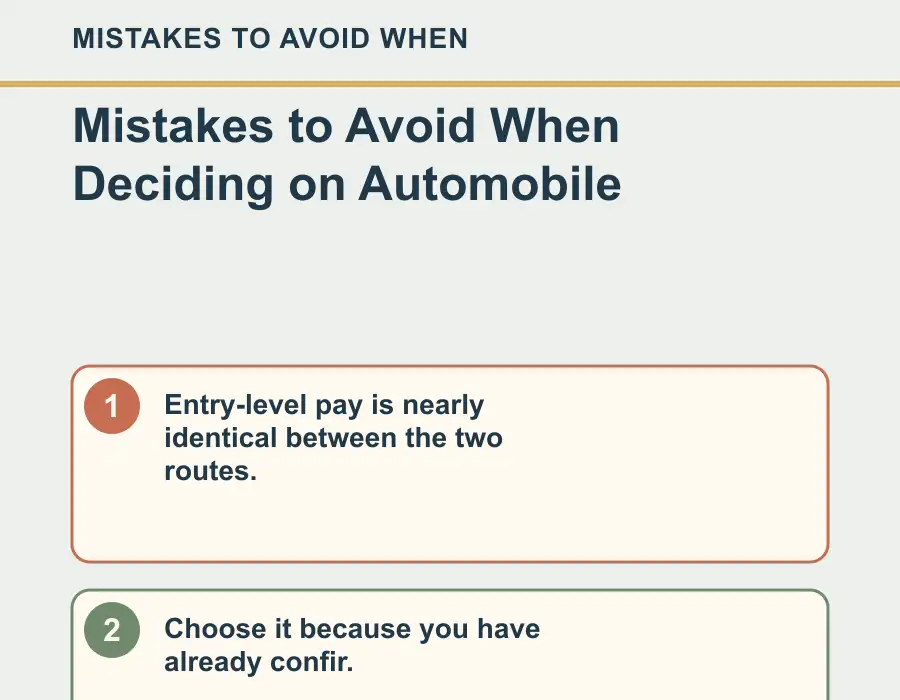 MISTAKES TO AVOID WHEN
Mistakes to Avoid When
Deciding on Automobile
1
Entry-level pay is nearly
identical between the two
routes.
2
Choose it because you have
already confir.